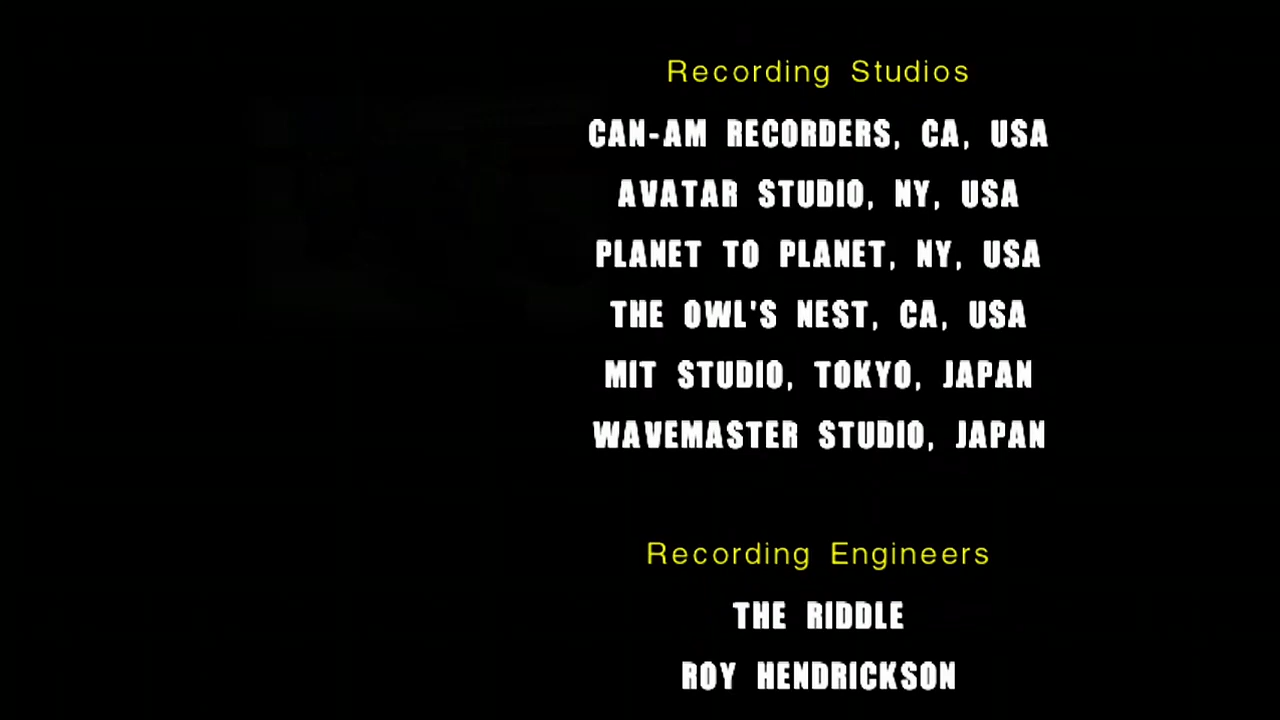 Recording Studios
CAN-AM RECORDERS, CA, USA
AVATAR STUDIO, NY, USA
PLANET TO PLANET, NY, USA
THE OWL'S NEST, CA, USA
MIT STUDIO, TOKYO, JAPAN
WAVEMASTER STUDIO, JAPAN
Recording Engineers
THE RIDDLE
ROY HENDRICKSON